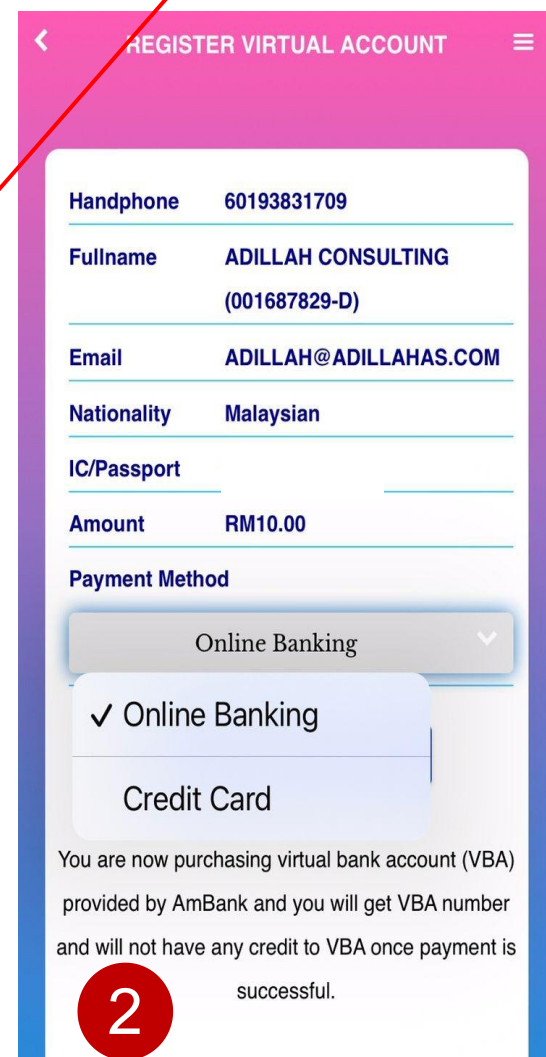 REGISTER VIRTUAL ACCOUNT
Handphone 60193831709
Fullname ADILLAH CONSULTING
(001687829-D)
Email ADILLAH@ADILLAHAS.COM
Nationality Malaysian
IC/Passport
Amount RM10.00
Payment Method
Online Banking
✓ Online Banking
Credit Card
You are now purchasing virtual bank account (VBA)
provided by AmBank and you will get VBA number
and will not have any credit to VBA once payment is
successful.
2